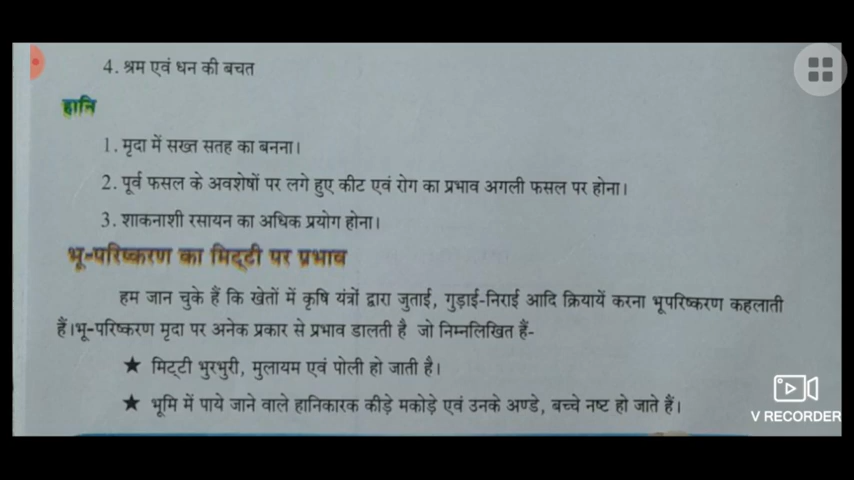 4. श्रम एवं धन की बचत
हानि
1. मृदा में सख्त सतह का बनना।
2. पूर्व फसल के अवशेषों पर लगे हुए कीट एवं रोग का प्रभाव अगली फसल पर होना।
3. शाकनाशी रसायन का अधिक प्रयोग होना।
भू-परिष्करण का मिट्टी पर प्रभाव
हम जान चुके हैं कि खेतों में कृषि यंत्रों द्वारा जुताई, गुड़ाई-निराई आदि क्रियायें करना भूपरिष्करण कहलाती
हैं।भू-परिष्करण मृदा पर अनेक प्रकार से प्रभाव डालती है जो निम्नलिखित हैं-
★ मिट्टी भुरभुरी, मुलायम एवं पोली हो जाती है।
★ भूमि में पाये जाने वाले हानिकारक कीड़े मकोड़े एवं उनके अण्डे, बच्चे नष्ट हो जाते हैं।
V RECORDER